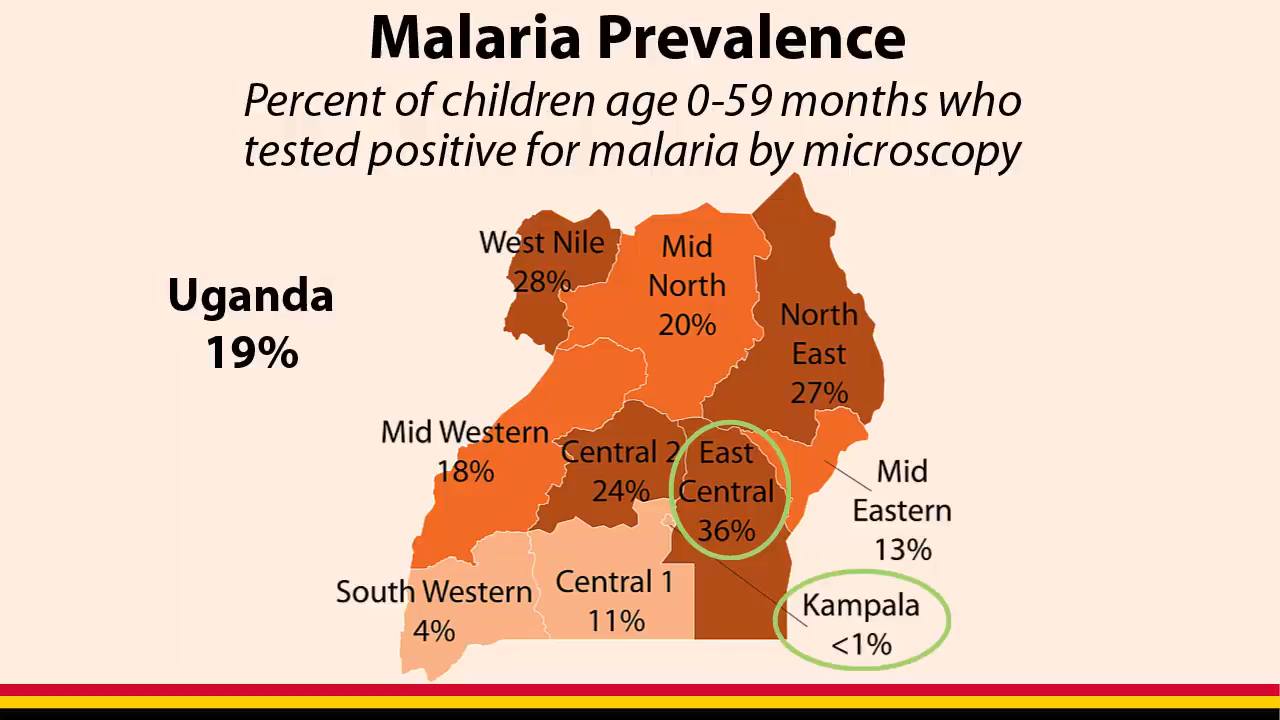 Malaria Prevalence
Percent of children age 0-59 months who
tested positive for malaria by microscopy
Uganda
19%
West Nile
28%
Mid
North
20%
North
East
27%
Mid Western
18%
Central 2
24%
East
Central
36%
Mid
Eastern
13%
South Western
4%
Central 1
11%
Kampala
<1%